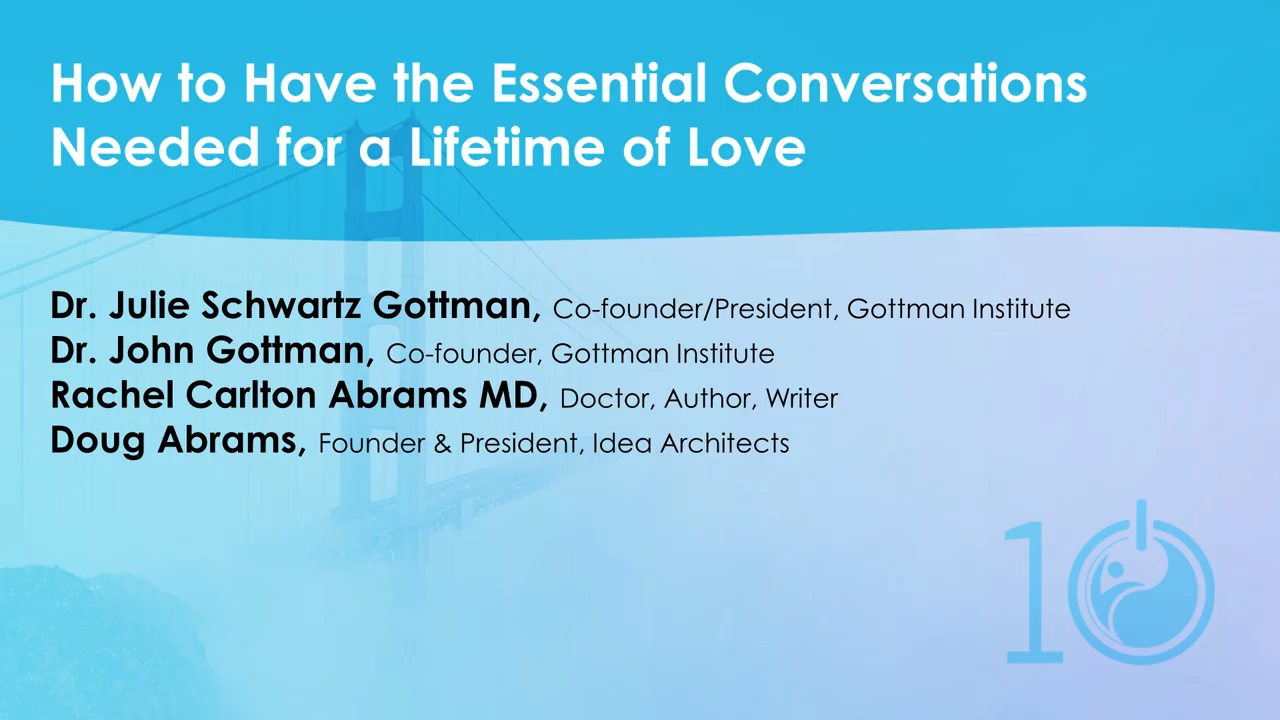 How to Have the Essential Conversations
Needed for a Lifetime of Love
Dr. Julie Schwartz Gottman, Co-founder/President, Gottman Institute
Dr. John Gottman, Co-founder, Gottman Institute
Rachel Carlton Abrams MD, Doctor, Author, Writer
Doug Abrams, Founder & President, Idea Architects
10